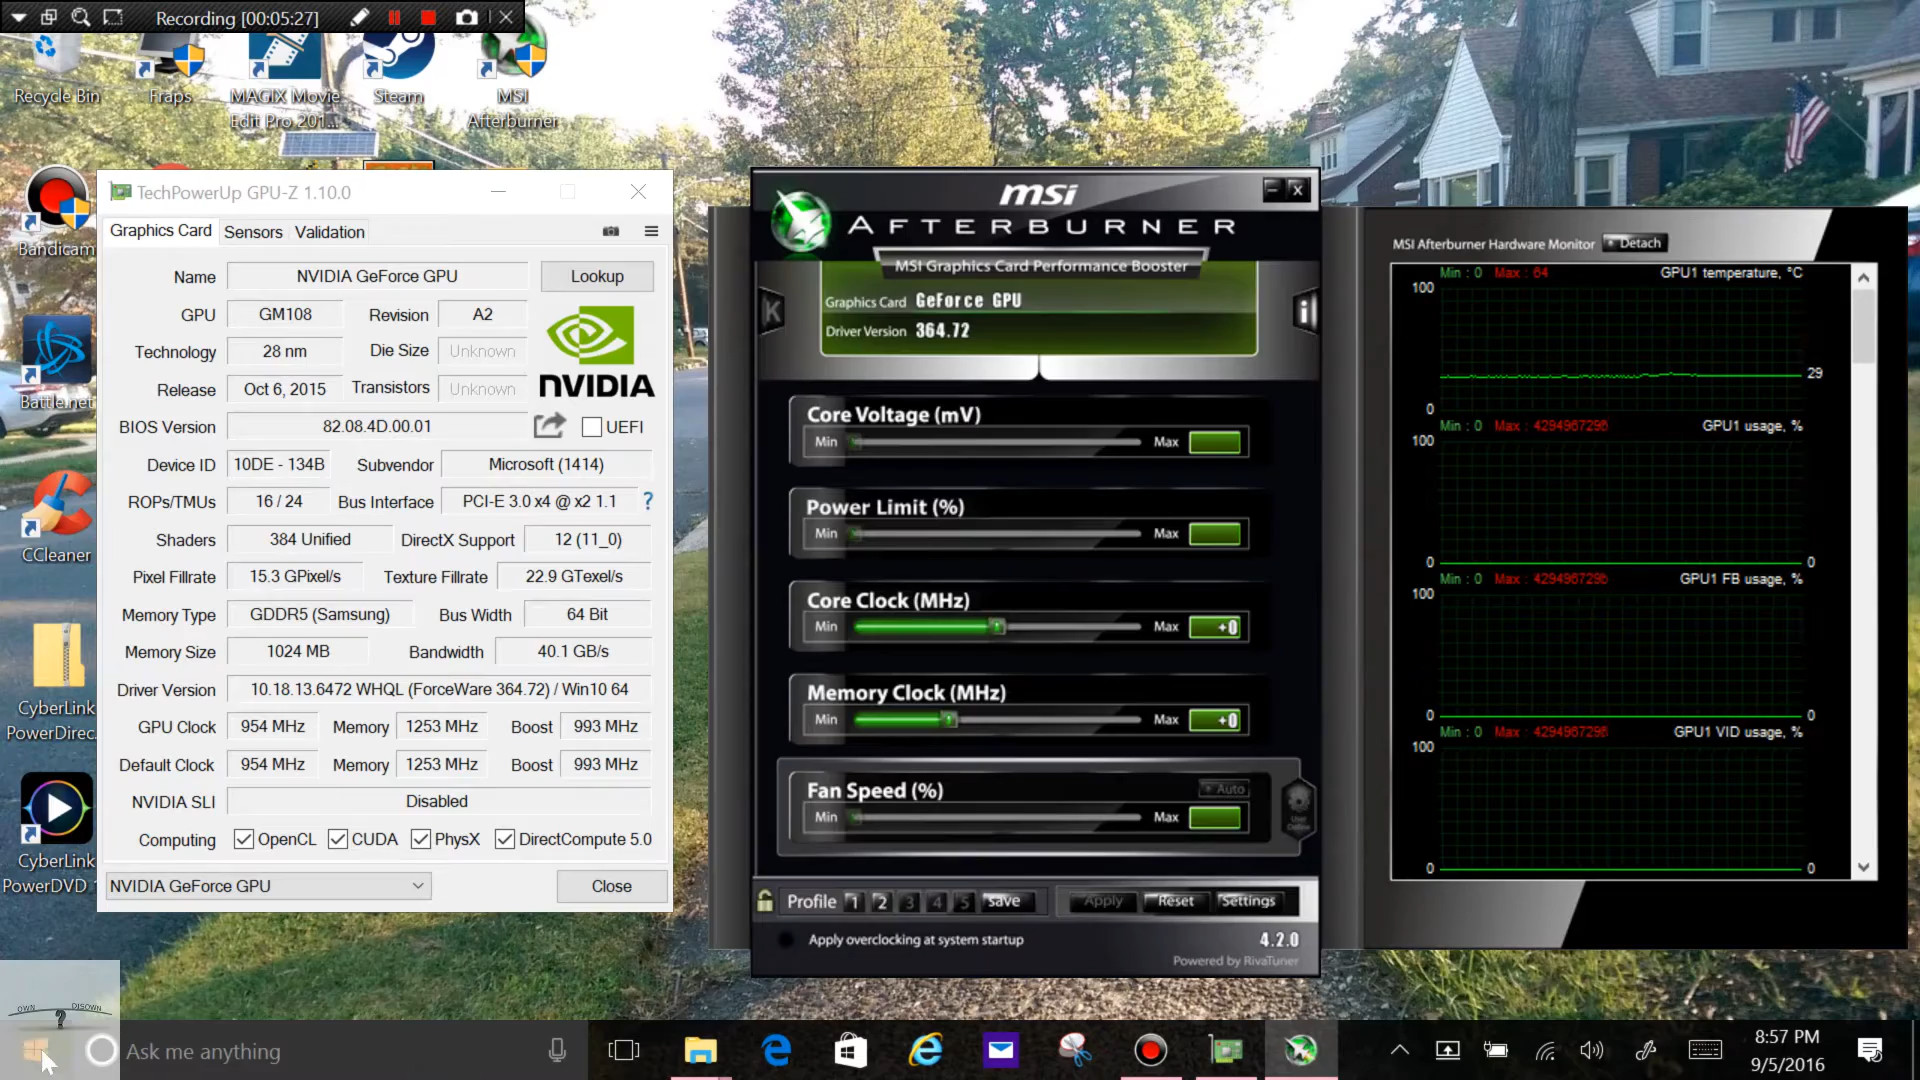 Recording [00:05:27]
Recycle Bin
Fraps
MAGIX Movie
Edit Pro 201...
Steam
MSI
Afterburner
Bandicam
Battle.net
CCleaner
CyberLink
PowerDirec...
CyberLink
PowerDVD 1
TechPowerUp GPU-Z 1.10.0
Graphics Card Sensors Validation
Name NVIDIA GeForce GPU Lookup
GPU GM108 Revision A2
Technology 28 nm Die Size Unknown
Release Oct 6, 2015 Transistors Unknown
NVIDIA
BIOS Version 82.08.4D.00.01 UEFI
Device ID 10DE - 134B Subvendor Microsoft (1414)
ROPs/TMUs 16 / 24 Bus Interface PCI-E 3.0 x4 @ x2 1.1 ?
Shaders 384 Unified DirectX Support 12 (11_0)
Pixel Fillrate 15.3 GPixel/s Texture Fillrate 22.9 GTexel/s
Memory Type GDDR5 (Samsung) Bus Width 64 Bit
Memory Size 1024 MB Bandwidth 40.1 GB/s
Driver Version 10.18.13.6472 WHQL (ForceWare 364.72) / Win10 64
GPU Clock 954 MHz Memory 1253 MHz Boost 993 MHz
Default Clock 954 MHz Memory 1253 MHz Boost 993 MHz
NVIDIA SLI Disabled
Computing OpenCL CUDA PhysX DirectCompute 5.0
NVIDIA GeForce GPU Close
msi
AFTERBURNER
MSI Graphics Card Performance Booster
K
Graphics Card GeForce GPU
i
Driver Version 364.72
Core Voltage (mV)
Min Max
Power Limit (%)
Min Max
Core Clock (MHz)
Min Max +0
Memory Clock (MHz)
Min Max +0
Fan Speed (%) Auto
Min Max
User
Define
Profile 1 2 3 4 5 save Apply Reset Settings
Apply overclocking at system startup 4.2.0
Powered by RivaTuner
MSI Afterburner Hardware Monitor Detach
Min : 0 Max : 64 GPU1 temperature, °C
100
29
0
Min : 0 Max : 4294967296 GPU1 usage, %
100
0 0
Min : 0 Max : 4294967296 GPU1 FB usage, %
100
0 0
Min : 0 Max : 4294967296 GPU1 VID usage, %
100
0 0
OWN DISOWN
?
Ask me anything
8:57 PM
9/5/2016